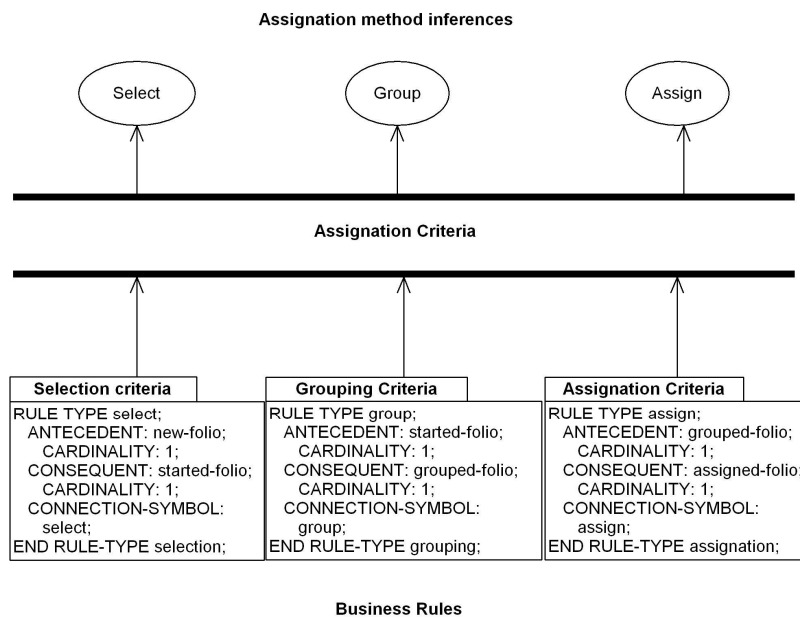 Assignation method inferences
Select
Group
Assign
Assignation Criteria
Selection criteria
RULE TYPE select;
ANTECEDENT: new-folio;
CARDINALITY: 1;
CONSEQUENT: started-folio;
CARDINALITY: 1;
CONNECTION-SYMBOL:
select;
END RULE-TYPE selection;
Grouping Criteria
RULE TYPE group;
ANTECEDENT: started-folio;
CARDINALITY: 1;
CONSEQUENT: grouped-folio;
CARDINALITY: 1;
CONNECTION-SYMBOL:
group;
END RULE-TYPE grouping;
Assignation Criteria
RULE TYPE assign;
ANTECEDENT: grouped-folio;
CARDINALITY: 1;
CONSEQUENT: assigned-folio;
CARDINALITY: 1;
CONNECTION-SYMBOL:
assign;
END RULE-TYPE assignation;
Business Rules